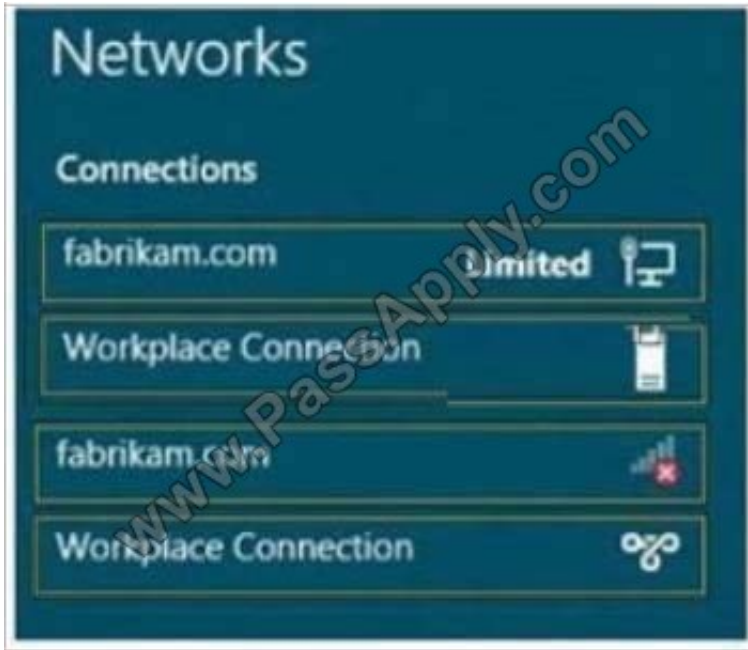 Networks
Connections
fabrikam.com Limited
Workplace Connection
fabrikam.com
Workplace Connection
www.PassApply.com